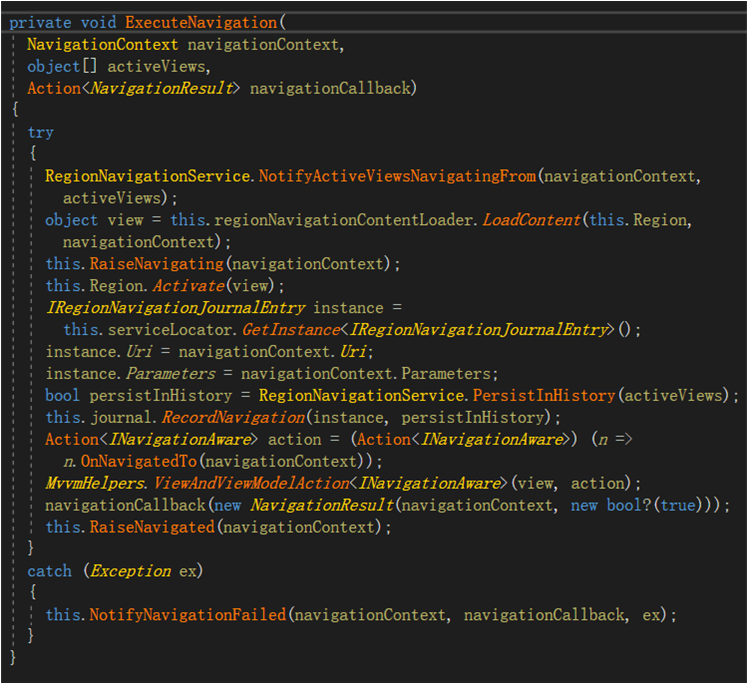 private void ExecuteNavigation(
NavigationContext navigationContext,
object[] activeViews,
Action<NavigationResult> navigationCallback)
{
try
{
RegionNavigationService.NotifyActiveViewsNavigatingFrom(navigationContext,
activeViews);
object view = this.regionNavigationContentLoader.LoadContent(this.Region,
navigationContext);
this.RaiseNavigating(navigationContext);
this.Region.Activate(view);
IRegionNavigationJournalEntry instance =
this.serviceLocator.GetInstance<IRegionNavigationJournalEntry>();
instance.Uri = navigationContext.Uri;
instance.Parameters = navigationContext.Parameters;
bool persistInHistory = RegionNavigationService.PersistInHistory(activeViews);
this.journal.RecordNavigation(instance, persistInHistory);
Action<INavigationAware> action = (Action<INavigationAware>) (n =>
n.OnNavigatedTo(navigationContext));
MvvmHelpers.ViewAndViewModelAction<INavigationAware>(view, action);
navigationCallback(new NavigationResult(navigationContext, new bool?(true)));
this.RaiseNavigated(navigationContext);
}
catch (Exception ex)
{
this.NotifyNavigationFailed(navigationContext, navigationCallback, ex);
}
}